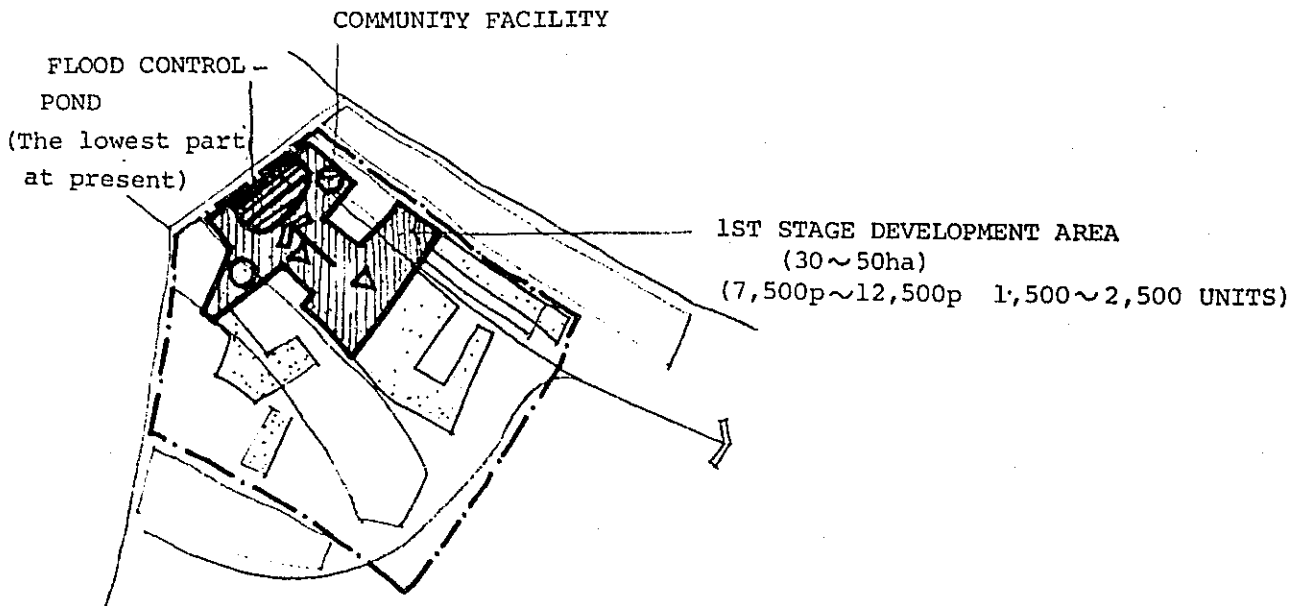 COMMUNITY FACILITY
FLOOD CONTROL
POND
(The lowest part
at present)
1ST STAGE DEVELOPMENT AREA
(30～50ha)
(7,500p～12,500p 1,500～2,500 UNITS)